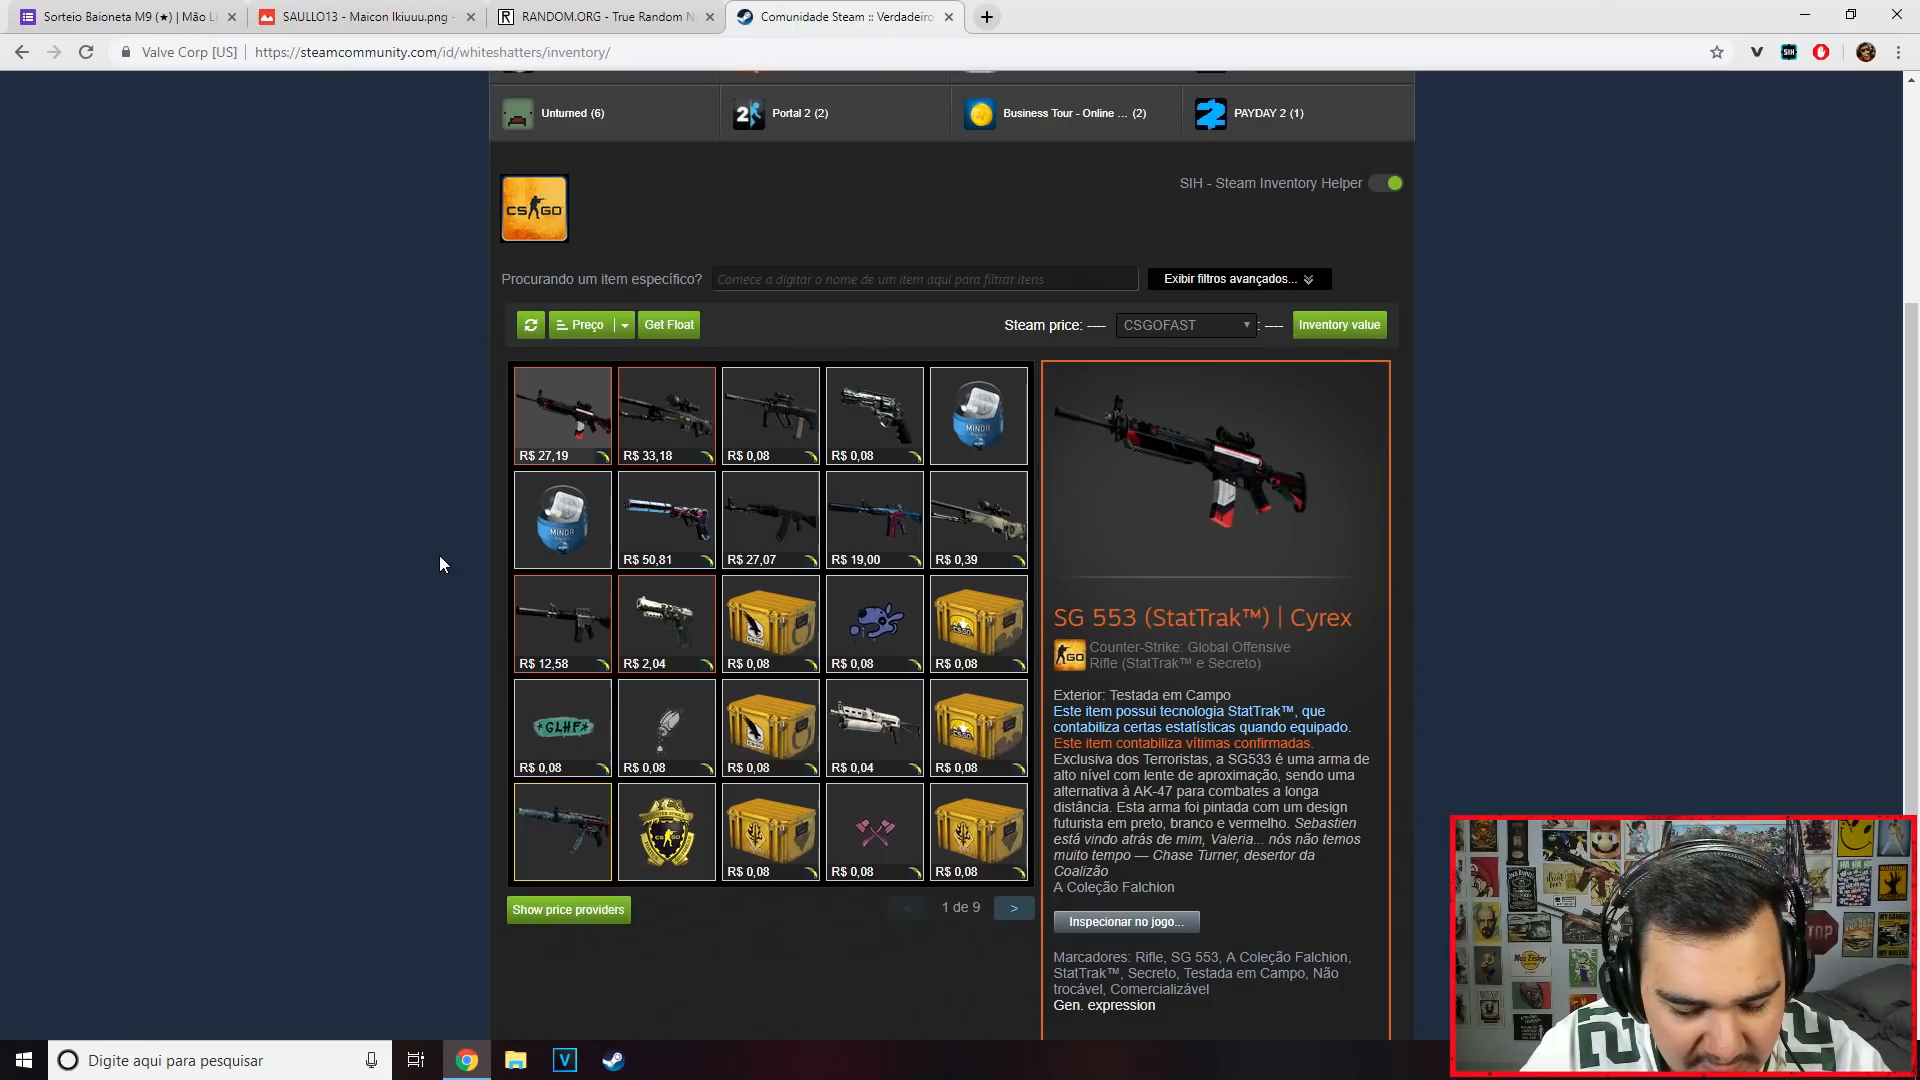 Sorteio Baioneta M9 (★) | Mão Li
SAULLO13 - Maicon Ikiuuu.png -
RANDOM.ORG - True Random N
Comunidade Steam :: Verdadeiro
Valve Corp [US] | https://steamcommunity.com/id/whiteshatters/inventory/
Unturned (6)
Portal 2 (2)
Business Tour - Online ... (2)
PAYDAY 2 (1)
CS GO
SIH - Steam Inventory Helper
Procurando um item específico?
Comece a digitar o nome de um item aqui para filtrar itens
Exibir filtros avançados...
Preço
Get Float
Steam price: ----
CSGOFAST
: ----
Inventory value
R$ 27,19
R$ 33,18
R$ 0,08
R$ 0,08
MINOR
MINOR
R$ 50,81
R$ 27,07
R$ 19,00
R$ 0,39
R$ 12,58
R$ 2,04
R$ 0,08
R$ 0,08
R$ 0,08
GLHF
R$ 0,08
R$ 0,08
R$ 0,08
R$ 0,04
R$ 0,08
R$ 0,08
R$ 0,08
R$ 0,08
Show price providers
1 de 9
>
SG 553 (StatTrak™) | Cyrex
Counter-Strike: Global Offensive
Rifle (StatTrak™ e Secreto)
Exterior: Testada em Campo
Este item possui tecnologia StatTrak™, que
contabiliza certas estatísticas quando equipado.
Este item contabiliza vítimas confirmadas.
Exclusiva dos Terroristas, a SG533 é uma arma de
alto nível com lente de aproximação, sendo uma
alternativa à AK-47 para combates a longa
distância. Esta arma foi pintada com um design
futurista em preto, branco e vermelho. Sebastien
está vindo atrás de mim, Valeria... nós não temos
muito tempo — Chase Turner, desertor da
Coalizão
A Coleção Falchion
Inspecionar no jogo...
Marcadores: Rifle, SG 553, A Coleção Falchion,
StatTrak™, Secreto, Testada em Campo, Não
trocável, Comercializável
Gen. expression
Digite aqui para pesquisar